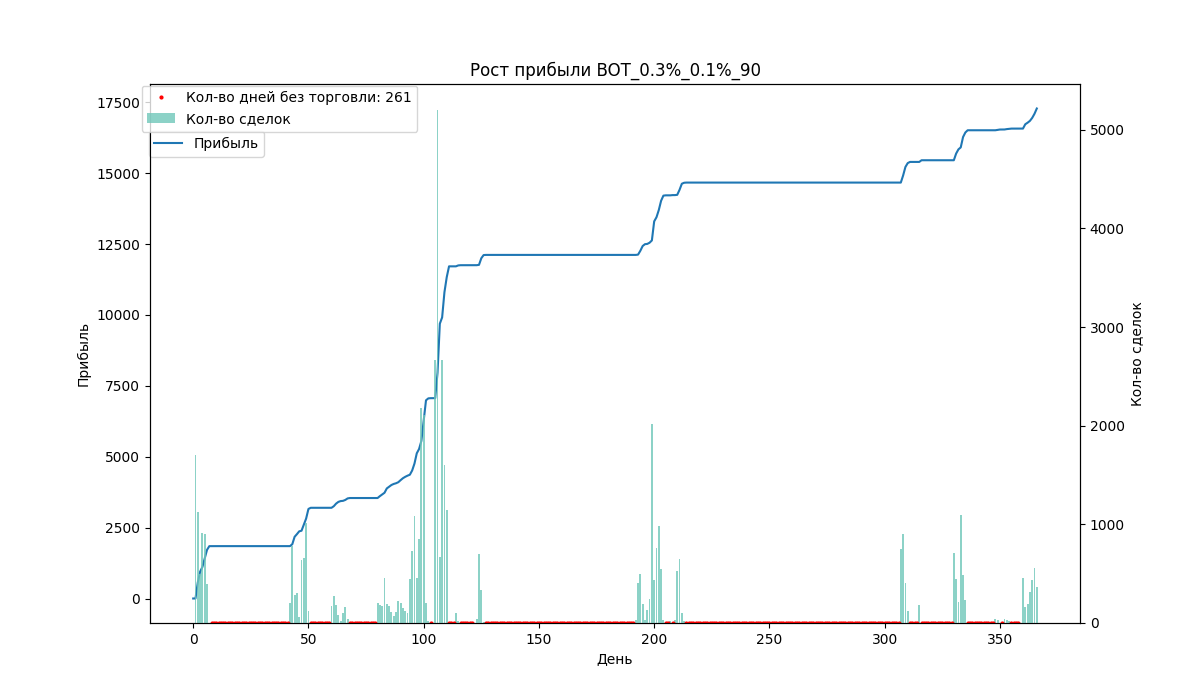 Рост прибыли BOT_0.3%_0.1%_90
Кол-во дней без торговли: 261
Кол-во сделок
Прибыль
17500
15000
12500
10000
7500
5000
2500
0
Прибыль
5000
4000
3000
2000
1000
0
Кол-во сделок
0 50 100 150 200 250 300 350
День